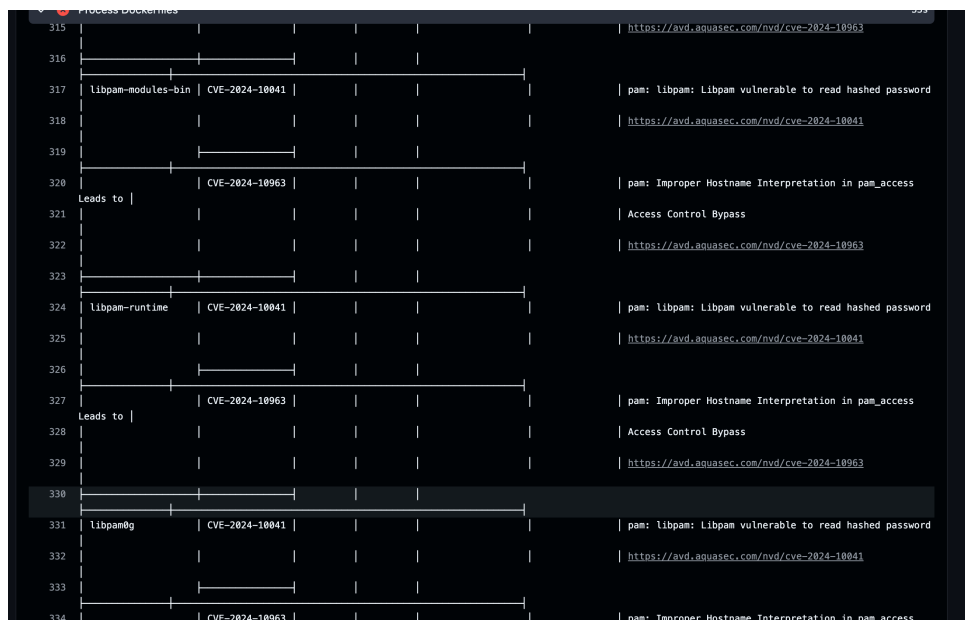 Process Dockerfiles 53s
315 https://avd.aquasec.com/nvd/cve-2024-10963
316
317 libpam-modules-bin CVE-2024-10041 pam: libpam: Libpam vulnerable to read hashed password
318 https://avd.aquasec.com/nvd/cve-2024-10041
319
320 CVE-2024-10963 pam: Improper Hostname Interpretation in pam_access
Leads to
321 Access Control Bypass
322 https://avd.aquasec.com/nvd/cve-2024-10963
323
324 libpam-runtime CVE-2024-10041 pam: libpam: Libpam vulnerable to read hashed password
325 https://avd.aquasec.com/nvd/cve-2024-10041
326
327 CVE-2024-10963 pam: Improper Hostname Interpretation in pam_access
Leads to
328 Access Control Bypass
329 https://avd.aquasec.com/nvd/cve-2024-10963
330
331 libpam0g CVE-2024-10041 pam: libpam: Libpam vulnerable to read hashed password
332 https://avd.aquasec.com/nvd/cve-2024-10041
333
334 CVE-2024-10963 pam: Improper Hostname Interpretation in pam_access